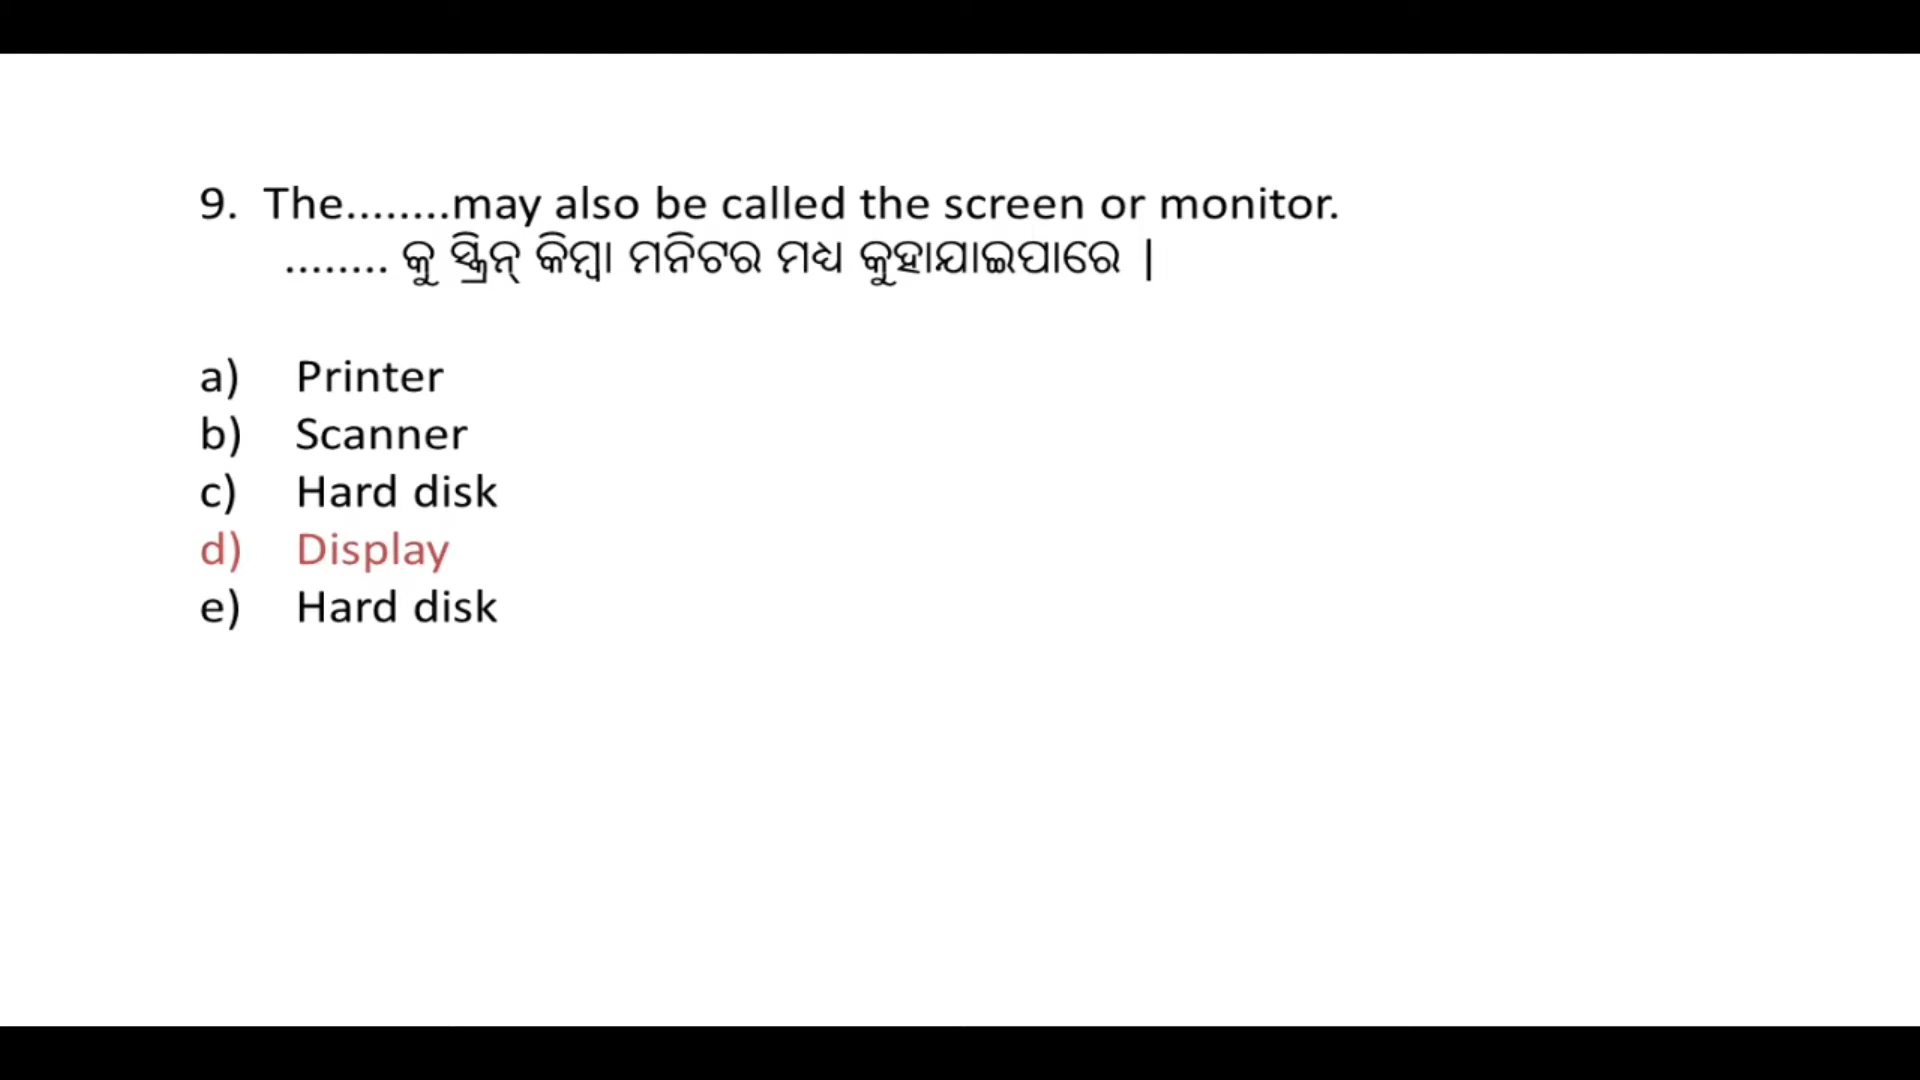 9. The........may also be called the screen or monitor.
........ କୁ ସ୍କ୍ରିନ୍ କିମ୍ବା ମନିଟର ମଧ୍ୟ କୁହାଯାଇପାରେ |
a) Printer
b) Scanner
c) Hard disk
d) Display
e) Hard disk